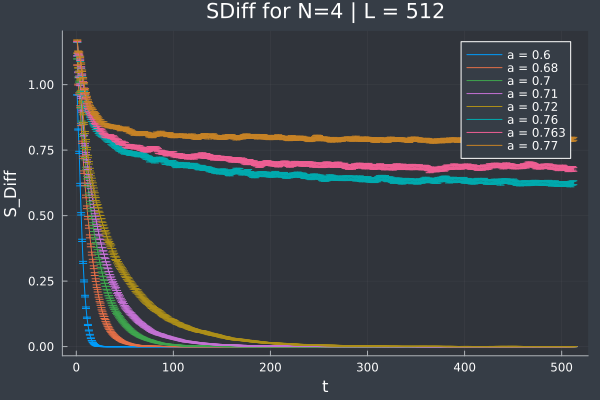 SDiff for N=4 | L = 512
a = 0.6
a = 0.68
a = 0.7
a = 0.71
a = 0.72
a = 0.76
a = 0.763
a = 0.77
S_Diff
1.00
0.75
0.50
0.25
0.00
0 100 200 300 400 500
t